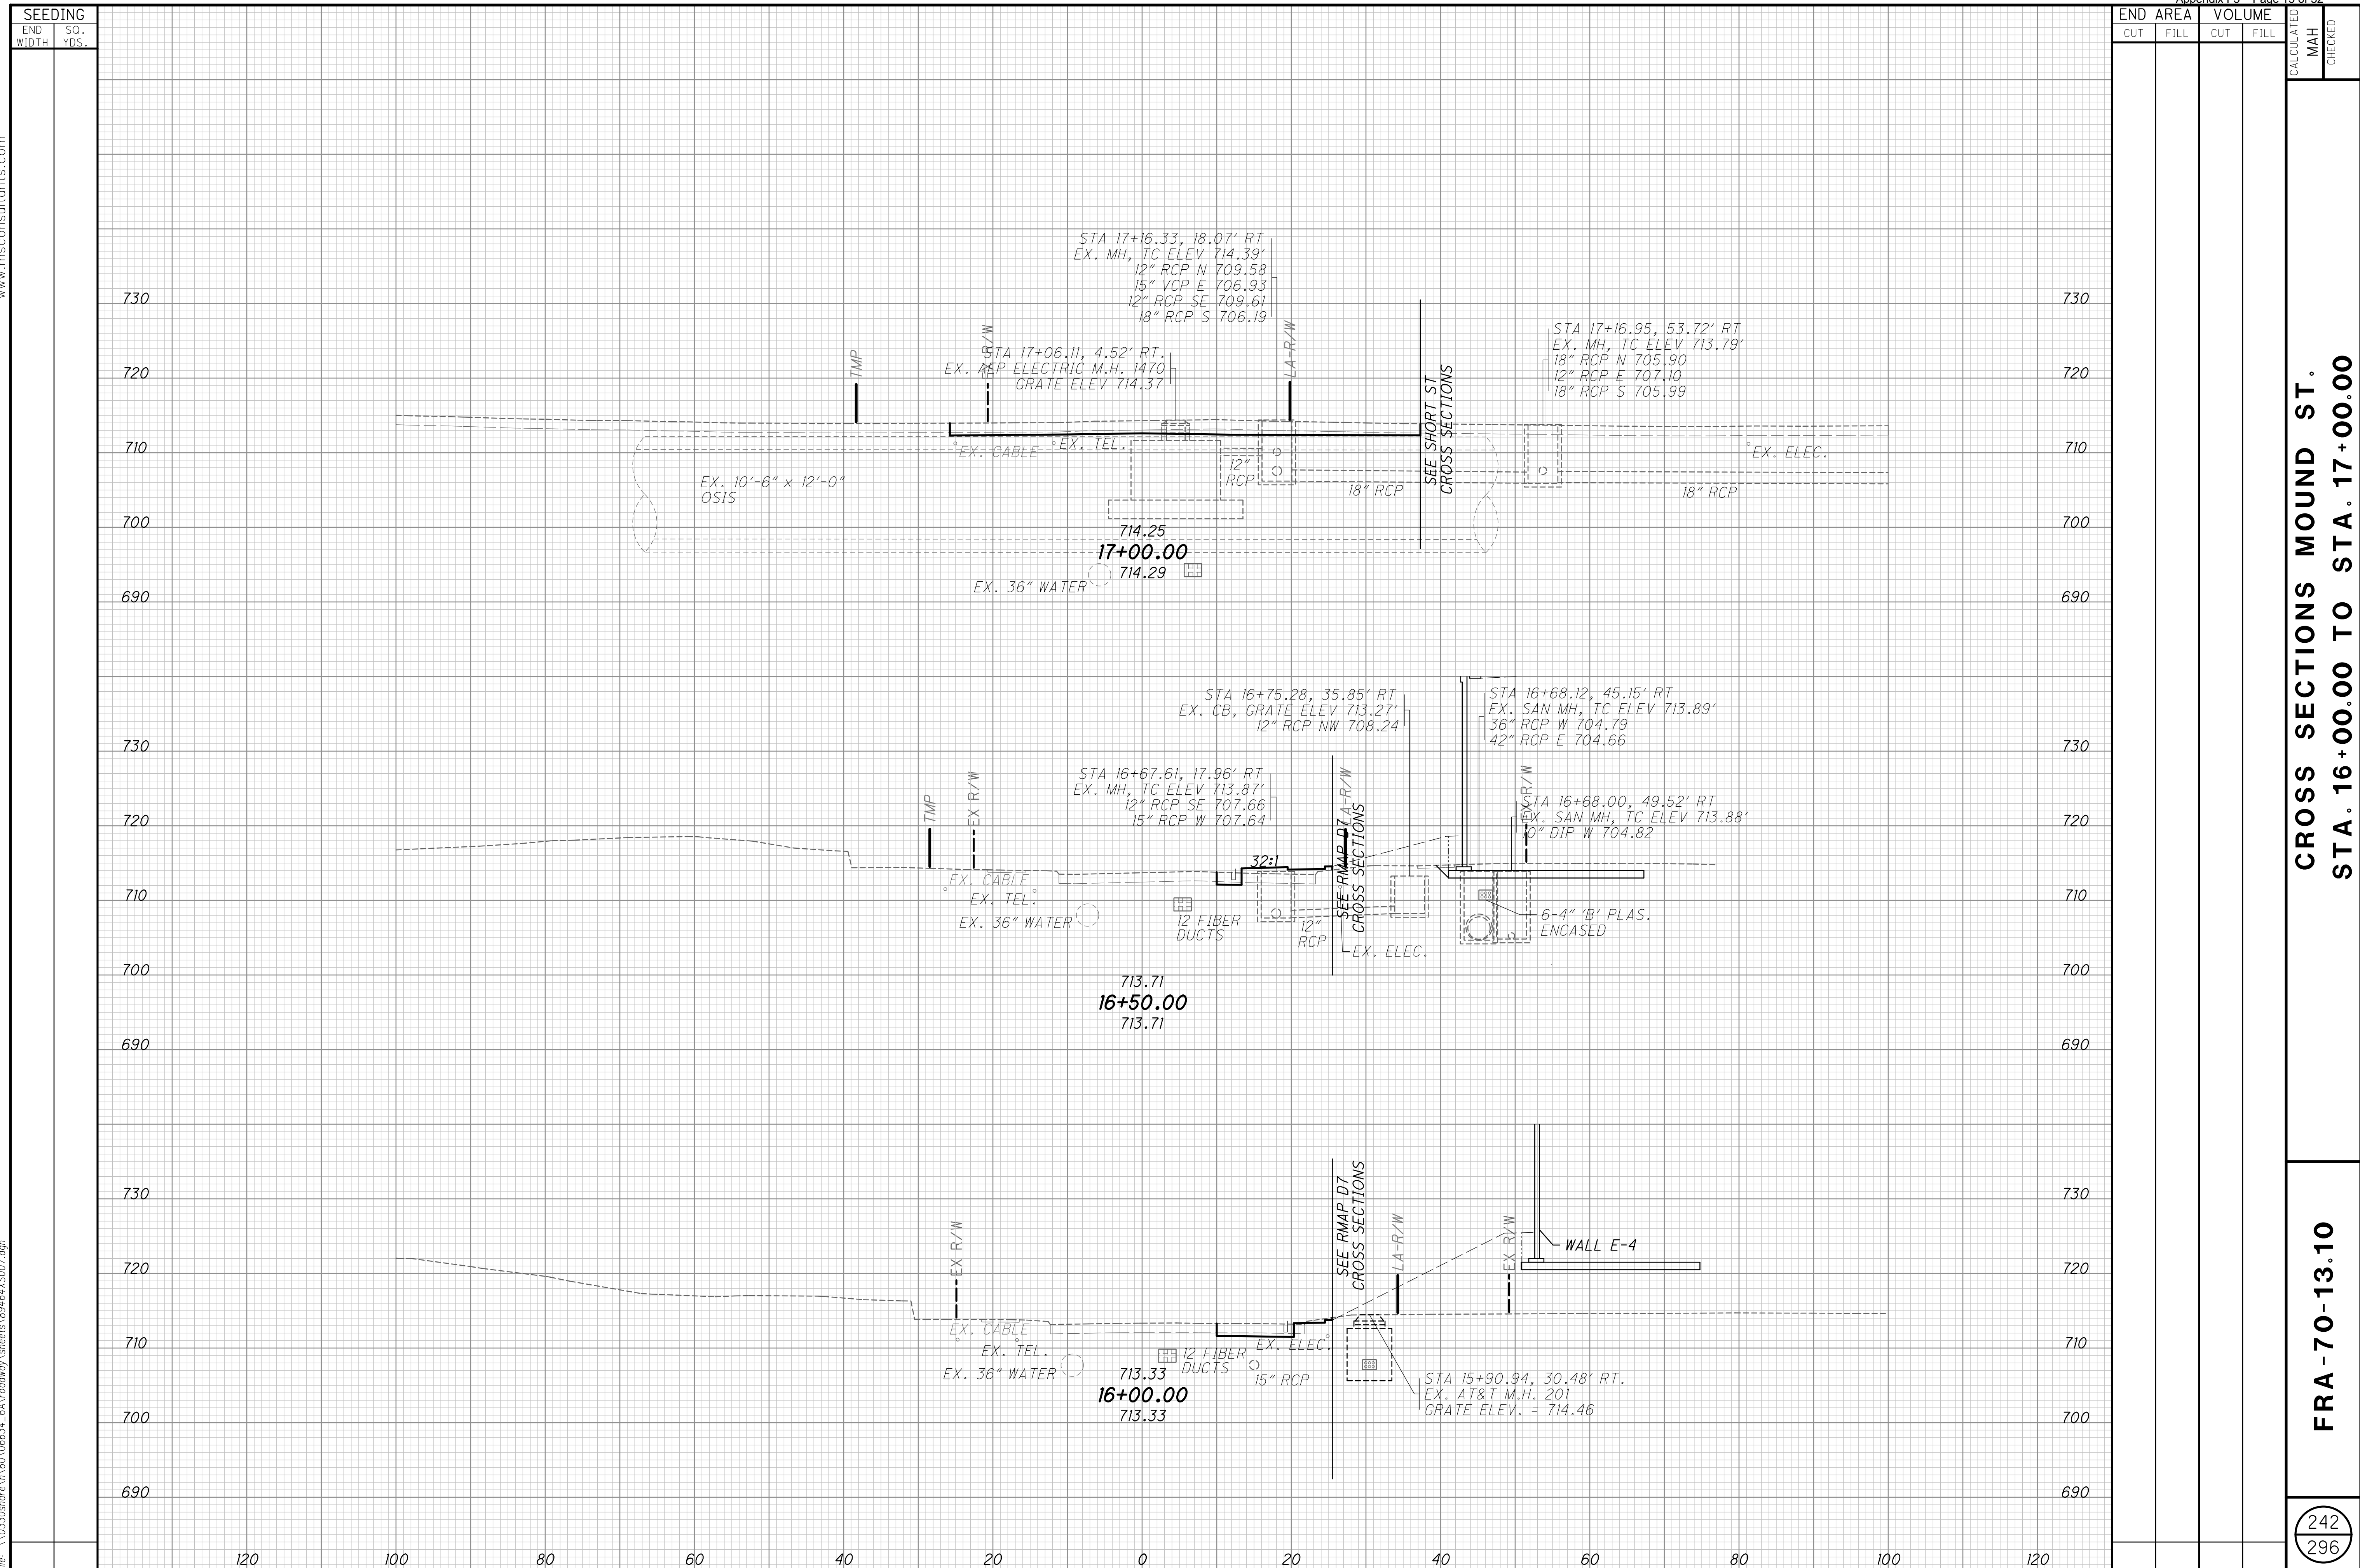 SEEDING
END WIDTH
SQ. YDS.
END AREA
VOLUME
CUT
FILL
CUT
FILL
CALCULATED
MAH
CHECKED
www.msconsultants.com
730
720
710
700
690
STA 17+16.33, 18.07' RT
EX. MH, TC ELEV 714.39'
12" RCP N 709.58
15" VCP E 706.93
12" RCP SE 709.61
18" RCP S 706.19
STA 17+06.11, 4.52' RT.
EX. AEP ELECTRIC M.H. 1470
GRATE ELEV 714.37
TMP
EX R/W
LA-R/W
SEE SHORT ST
CROSS SECTIONS
STA 17+16.95, 53.72' RT
EX. MH, TC ELEV 713.79'
18" RCP N 705.90
12" RCP E 707.10
18" RCP S 705.99
EX. CABLE
EX. TEL.
12"
RCP
18" RCP
18" RCP
EX. ELEC.
EX. 10'-6" x 12'-0"
OSIS
714.25
17+00.00
714.29
EX. 36" WATER
730
720
710
700
690
730
720
710
700
690
STA 16+75.28, 35.85' RT
EX. CB, GRATE ELEV 713.27'
12" RCP NW 708.24
STA 16+68.12, 45.15' RT
EX. SAN MH, TC ELEV 713.89'
36" RCP W 704.79
42" RCP E 704.66
STA 16+67.61, 17.96' RT
EX. MH, TC ELEV 713.87'
12" RCP SE 707.66
15" RCP W 707.64
STA 16+68.00, 49.52' RT
EX. SAN MH, TC ELEV 713.88'
10" DIP W 704.82
TMP
EX R/W
LA-R/W
EX R/W
SEE RMAP D7
CROSS SECTIONS
32:1
EX. CABLE
EX. TEL.
EX. 36" WATER
12 FIBER
DUCTS
12"
RCP
EX. ELEC.
6-4" 'B' PLAS.
ENCASED
713.71
16+50.00
713.71
730
720
710
700
690
730
720
710
700
690
EX R/W
SEE RMAP D7
CROSS SECTIONS
LA-R/W
EX R/W
WALL E-4
EX. CABLE
EX. TEL.
EX. 36" WATER
12 FIBER
DUCTS
15" RCP
EX. ELEC.
STA 15+90.94, 30.48' RT.
EX. AT&T M.H. 201
GRATE ELEV. = 714.46
713.33
16+00.00
713.33
730
720
710
700
690
120
100
80
60
40
20
0
20
40
60
80
100
120
CROSS SECTIONS MOUND ST.
STA. 16+00.00 TO STA. 17+00.00
FRA-70-13.10
242
296